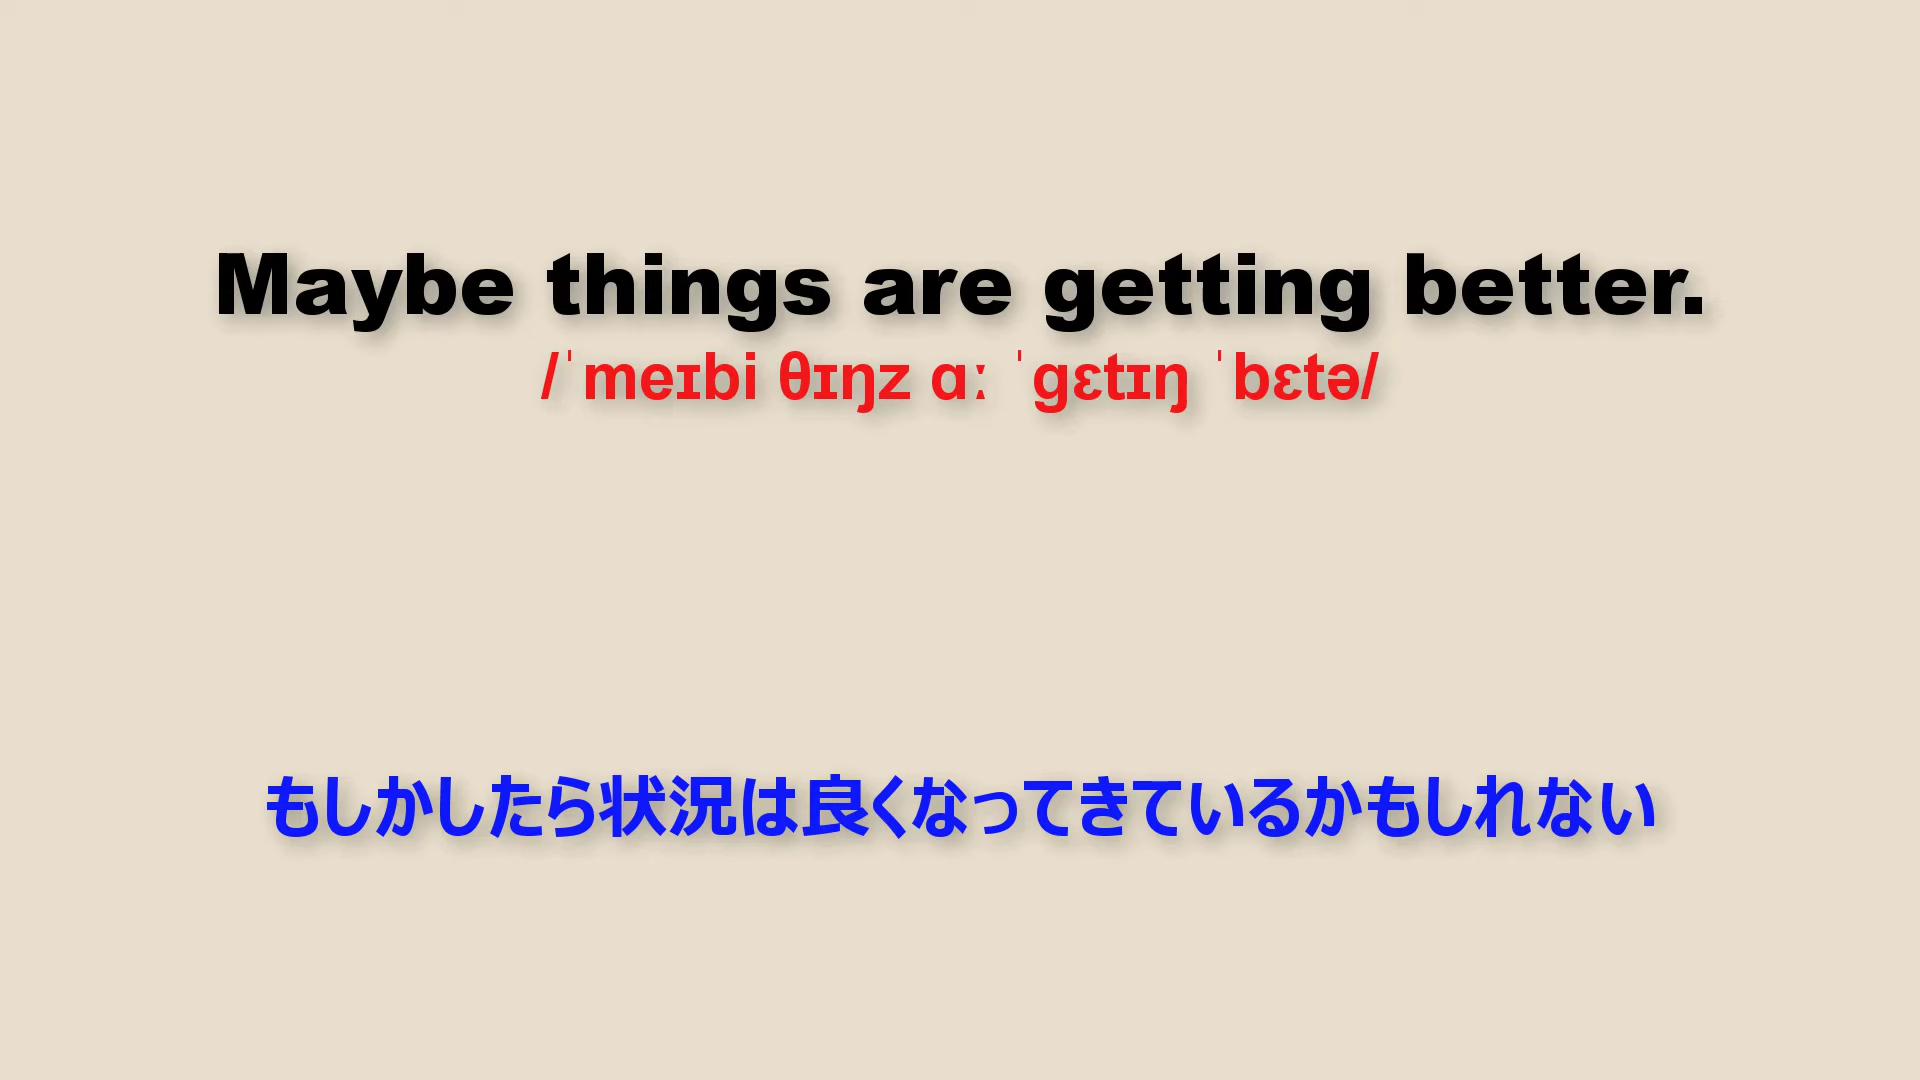 Maybe things are getting better.
/ˈmeɪbi θɪŋz ɑː ˈgɛtɪŋ ˈbɛtə/
もしかしたら状況は良くなってきているかもしれない